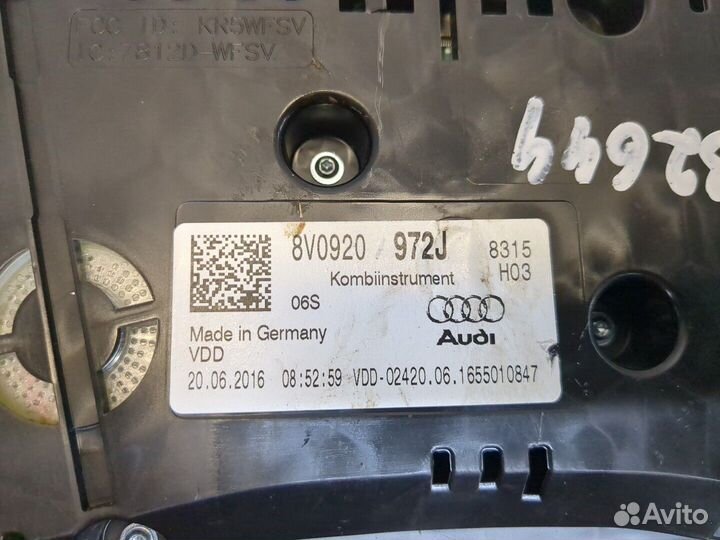 FCC ID: KR5WFSV
IC:7812D-WFSV
32644
8V0920 / 972J 8315
Kombiinstrument H03
06S
Made in Germany
VDD
Audi
20.06.2016 08:52:59 VDD-02420.06.1655010847
Avito